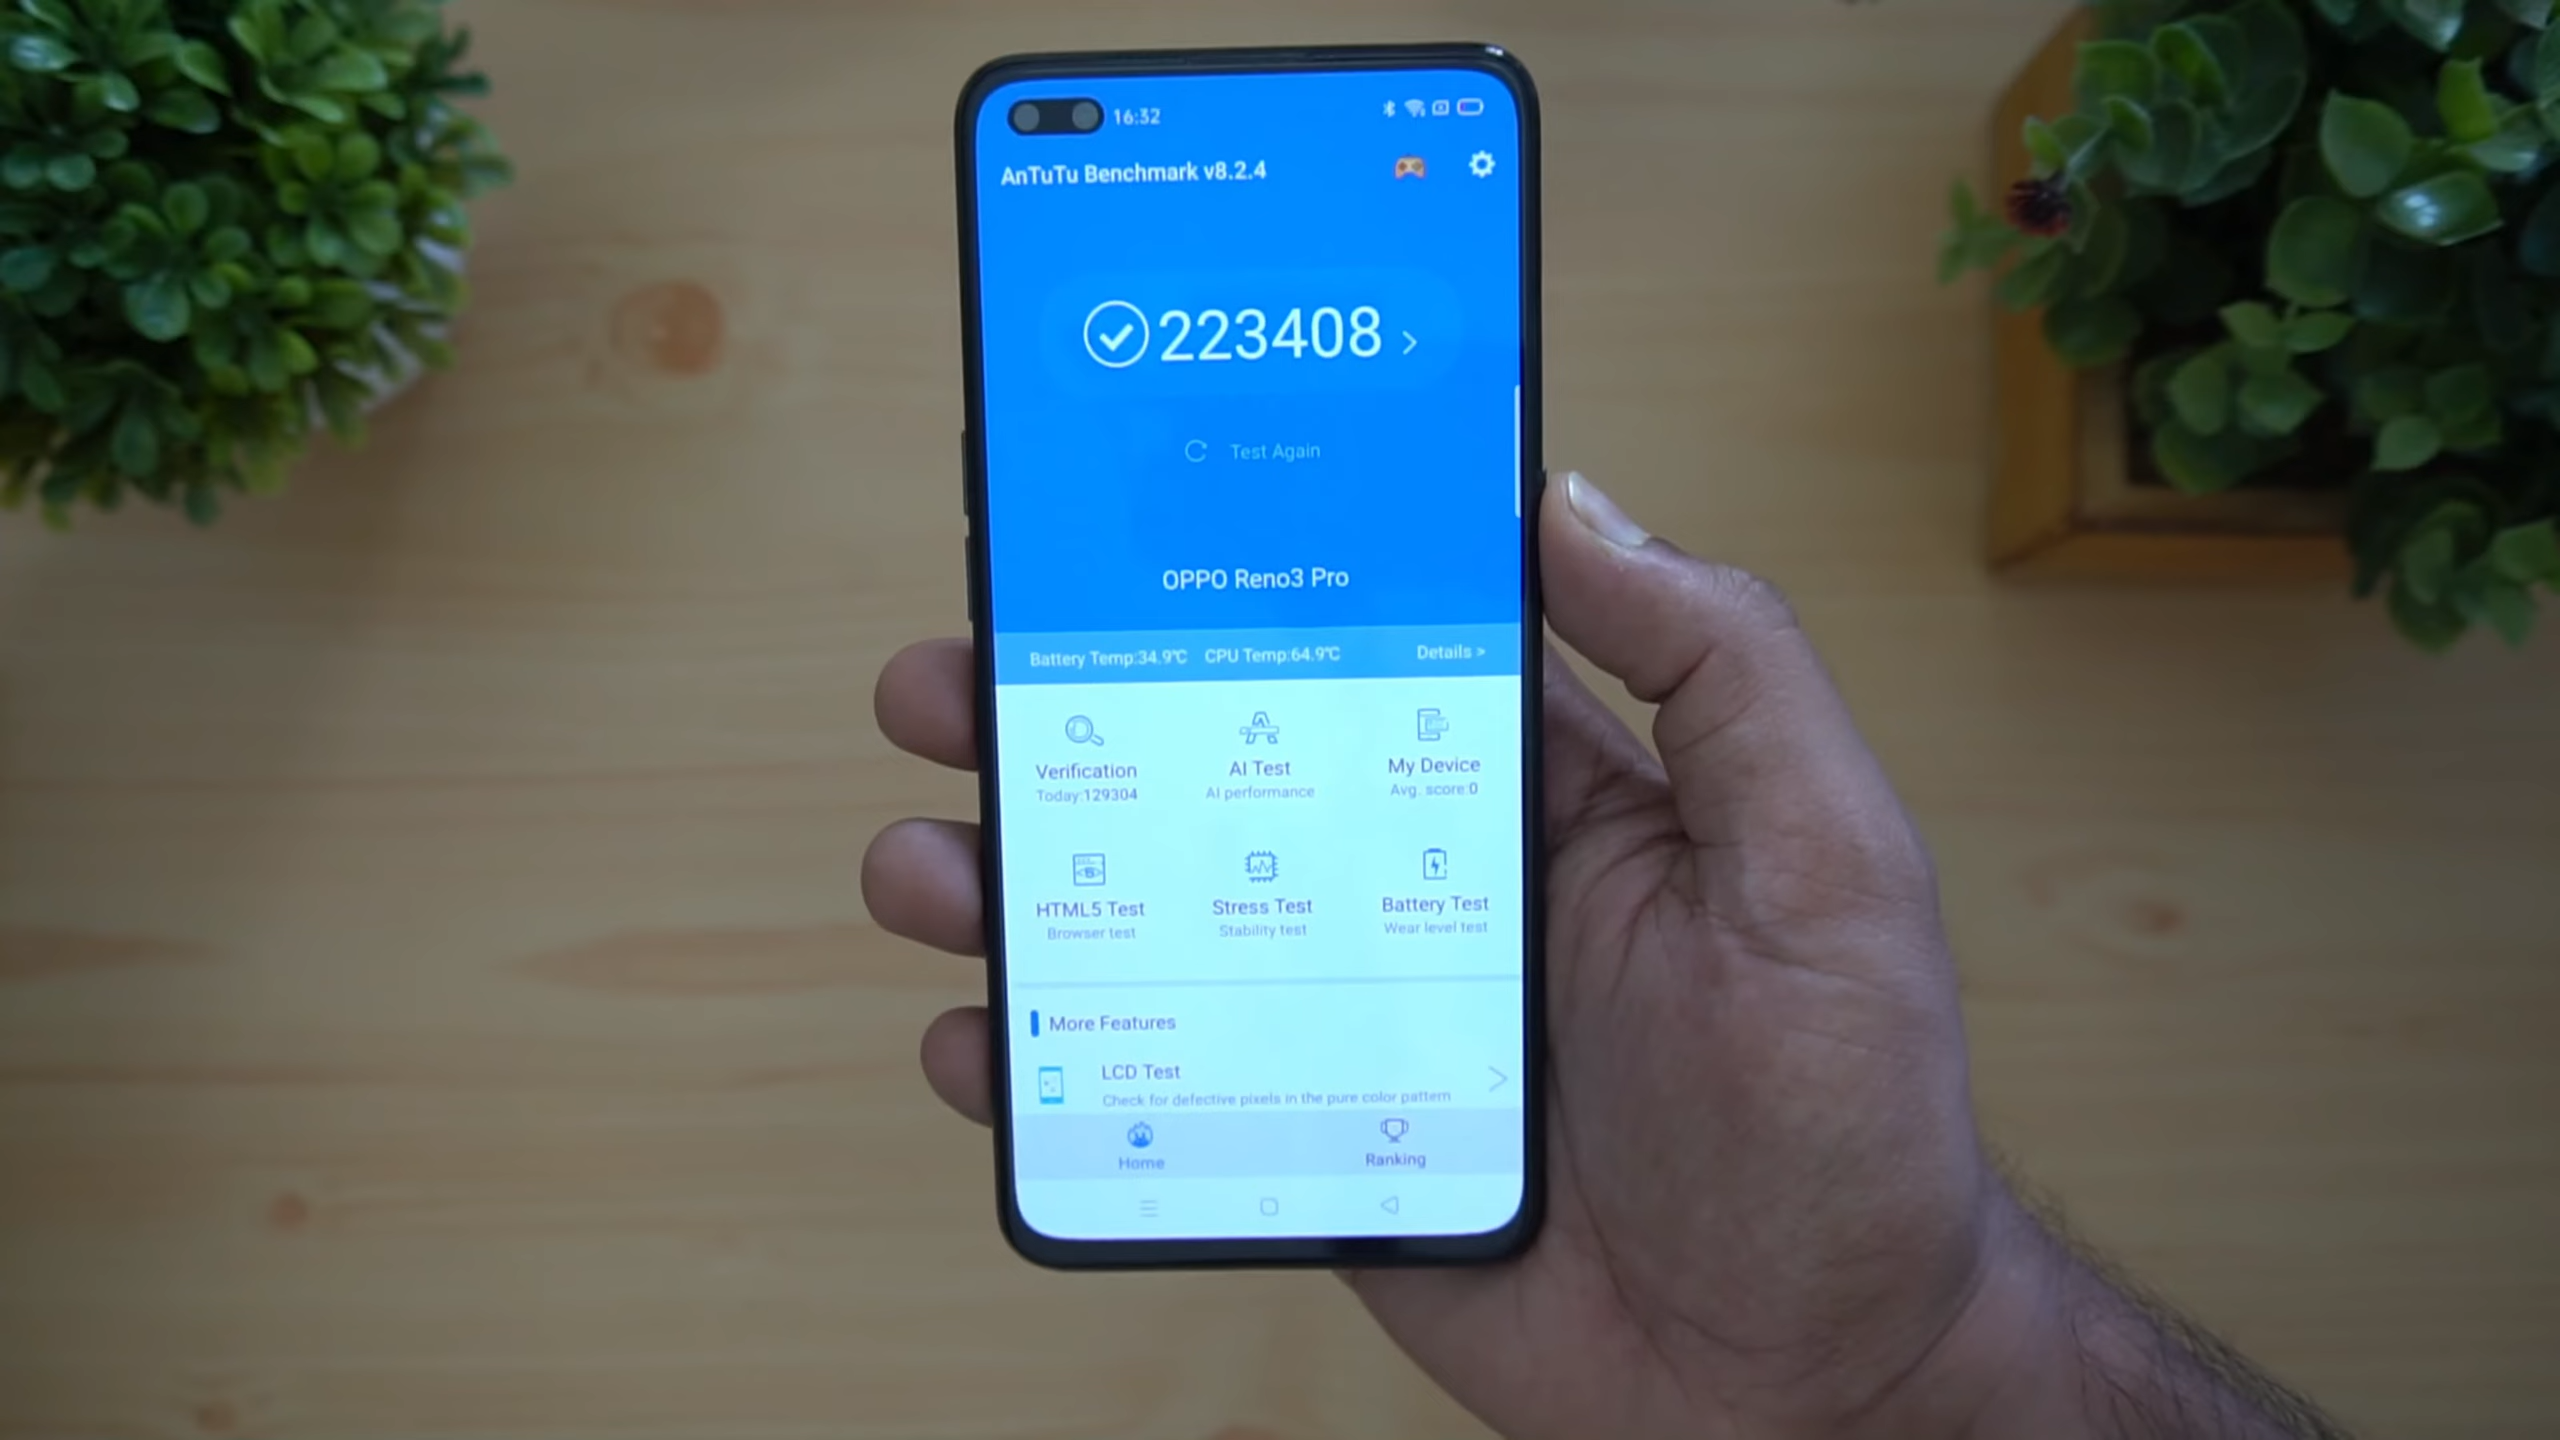 16:32
AnTuTu Benchmark v8.2.4
223408 >
Test Again
OPPO Reno3 Pro
Battery Temp:34.9℃ CPU Temp:64.9℃ Details >
Verification AI Test My Device
Today:129304 AI performance Avg. score:0
HTML5 Test Stress Test Battery Test
Browser test Stability test Wear level test
More Features
LCD Test
Check for defective pixels in the pure color pattern
Home Ranking